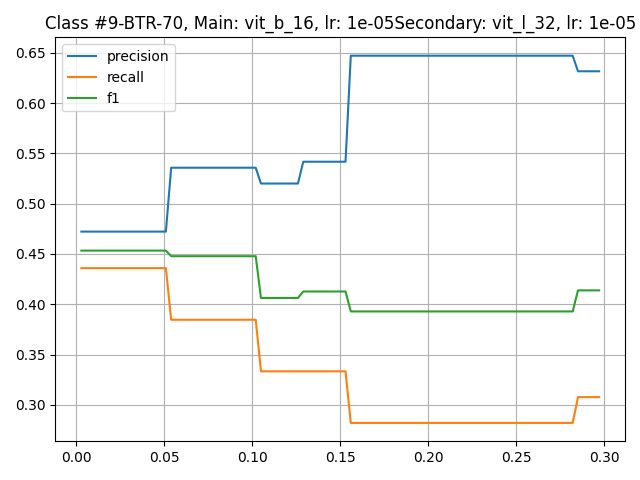 Class #9-BTR-70, Main: vit_b_16, lr: 1e-05Secondary: vit_l_32, lr: 1e-05
precision
recall
f1
0.65
0.60
0.55
0.50
0.45
0.40
0.35
0.30
0.00 0.05 0.10 0.15 0.20 0.25 0.30